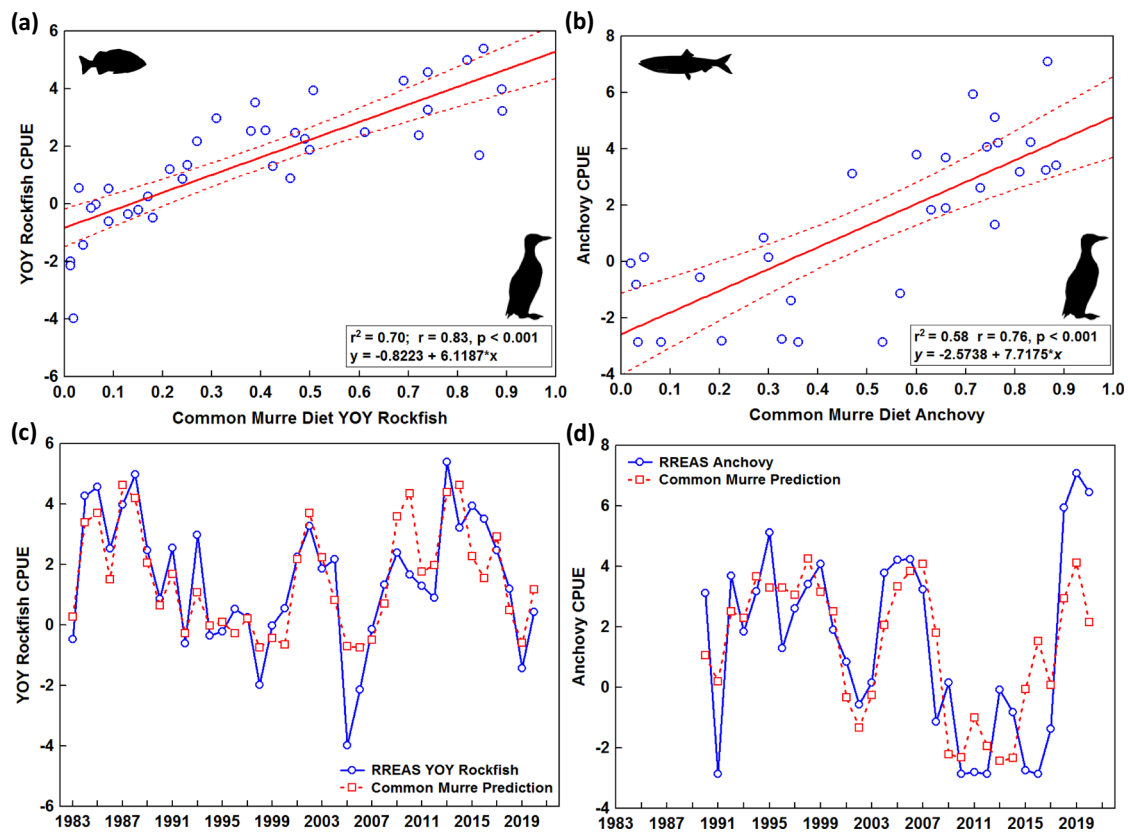 (a)
6
4
2
0
-2
-4
-6
YOY Rockfish CPUE
r² = 0.70; r = 0.83, p < 0.001
y = -0.8223 + 6.1187*x
0.0 0.1 0.2 0.3 0.4 0.5 0.6 0.7 0.8 0.9 1.0
Common Murre Diet YOY Rockfish
(b)
8
6
4
2
0
-2
-4
Anchovy CPUE
r² = 0.58 r = 0.76, p < 0.001
y = -2.5738 + 7.7175*x
0.0 0.1 0.2 0.3 0.4 0.5 0.6 0.7 0.8 0.9 1.0
Common Murre Diet Anchovy
(c)
6
4
2
0
-2
-4
-6
YOY Rockfish CPUE
RREAS YOY Rockfish
Common Murre Prediction
1983 1987 1991 1995 1999 2003 2007 2011 2015 2019
(d)
8
6
4
2
0
-2
-4
Anchovy CPUE
RREAS Anchovy
Common Murre Prediction
1983 1987 1991 1995 1999 2003 2007 2011 2015 2019